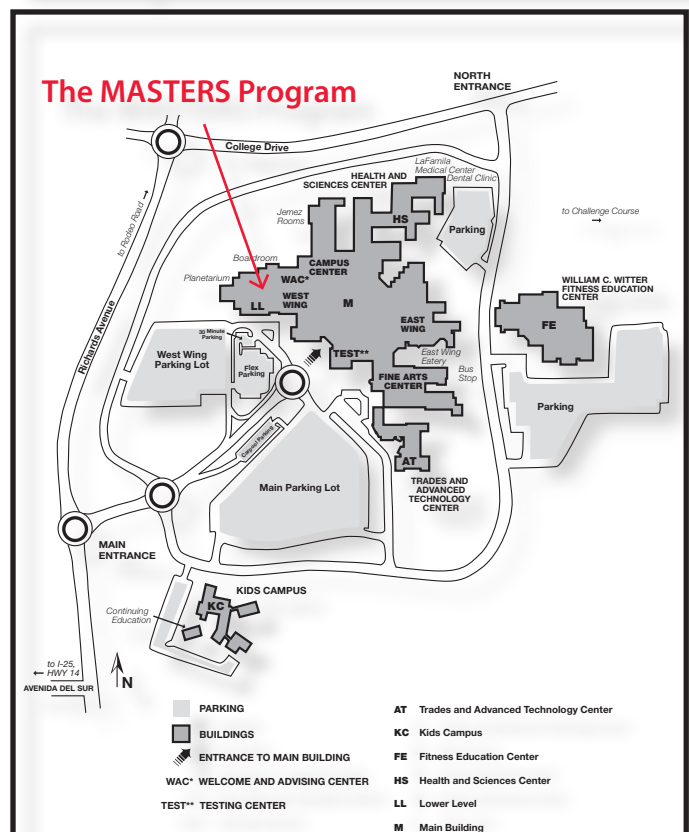 NORTH
ENTRANCE
The MASTERS Program
College Drive
LaFamila
Medical Center
Dental Clinic
HEALTH AND
SCIENCES CENTER
HS
to Rodeo Road
Jemez
Rooms
Parking
to Challenge Course
Boardroom
CAMPUS
CENTER
Planetarium
WAC*
WILLIAM C. WITTER
FITNESS EDUCATION
CENTER
LL
WEST
WING
M
EAST
WING
FE
Richards Avenue
30 Minute
Parking
West Wing
Parking Lot
Flex
Parking
TEST**
East Wing
Eatery
Bus
Stop
FINE ARTS
CENTER
Parking
Carpool Parking
AT
Main Parking Lot
TRADES AND
ADVANCED
TECHNOLOGY
CENTER
MAIN
ENTRANCE
KIDS CAMPUS
KC
Continuing
Education
to I-25,
HWY 14
AVENIDA DEL SUR
N
PARKING
BUILDINGS
ENTRANCE TO MAIN BUILDING
WAC* WELCOME AND ADVISING CENTER
TEST** TESTING CENTER
AT Trades and Advanced Technology Center
KC Kids Campus
FE Fitness Education Center
HS Health and Sciences Center
LL Lower Level
M Main Building